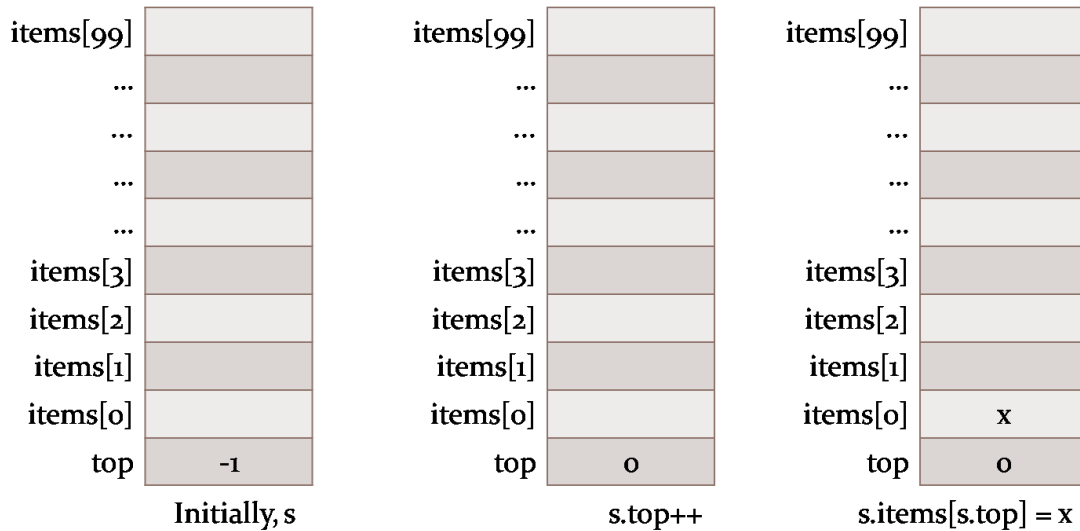 items[99] items[99] items[99]
... ... ...
... ... ...
... ... ...
... ... ...
items[3] items[3] items[3]
items[2] items[2] items[2]
items[1] items[1] items[1]
items[0] items[0] items[0] x
top -1 top 0 top 0
Initially, s s.top++ s.items[s.top] = x